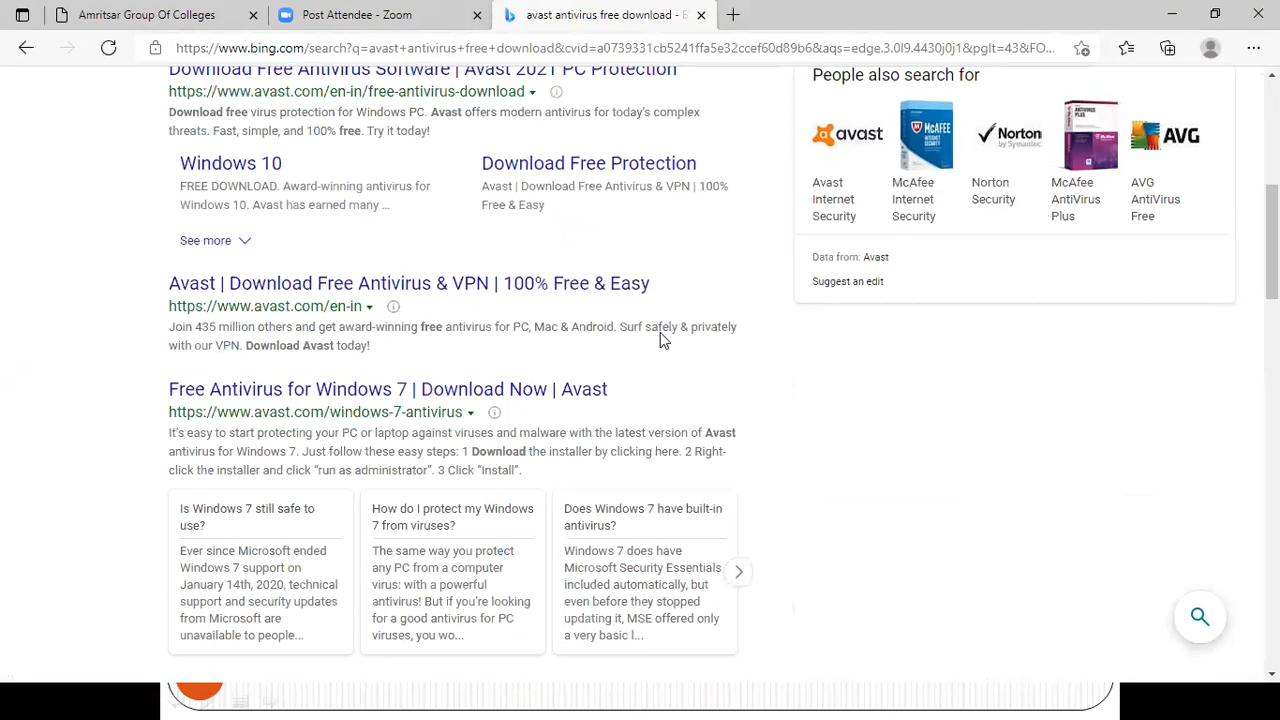 Amritsar Group Of Colleges
Post Attendee - Zoom
avast antivirus free download - B
https://www.bing.com/search?q=avast+antivirus+free+download&cvid=a0739331cb5241ffa5e32ccef60d89b6&aqs=edge.3.0l9.4430j0j1&pglt=43&FO...
Download Free Antivirus Software | Avast 2021 PC Protection
https://www.avast.com/en-in/free-antivirus-download
Download free virus protection for Windows PC. Avast offers modern antivirus for today's complex
threats. Fast, simple, and 100% free. Try it today!
Windows 10
FREE DOWNLOAD. Award-winning antivirus for
Windows 10. Avast has earned many ...
Download Free Protection
Avast | Download Free Antivirus & VPN | 100%
Free & Easy
See more
Avast | Download Free Antivirus & VPN | 100% Free & Easy
https://www.avast.com/en-in
Join 435 million others and get award-winning free antivirus for PC, Mac & Android. Surf safely & privately
with our VPN. Download Avast today!
Free Antivirus for Windows 7 | Download Now | Avast
https://www.avast.com/windows-7-antivirus
It's easy to start protecting your PC or laptop against viruses and malware with the latest version of Avast
antivirus for Windows 7. Just follow these easy steps: 1 Download the installer by clicking here. 2 Right-
click the installer and click “run as administrator”. 3 Click “Install”.
Is Windows 7 still safe to
use?
Ever since Microsoft ended
Windows 7 support on
January 14th, 2020, technical
support and security updates
from Microsoft are
unavailable to people...
How do I protect my Windows
7 from viruses?
The same way you protect
any PC from a computer
virus: with a powerful
antivirus! But if you're looking
for a good antivirus for PC
viruses, you wo...
Does Windows 7 have built-in
antivirus?
Windows 7 does have
Microsoft Security Essentials
included automatically, but
even before they stopped
updating it, MSE offered only
a very basic l...
People also search for
avast
McAFEE
Norton
by Symantec
AVG
Avast
Internet
Security
McAfee
Internet
Security
Norton
Security
McAfee
AntiVirus
Plus
AVG
AntiVirus
Free
Data from: Avast
Suggest an edit